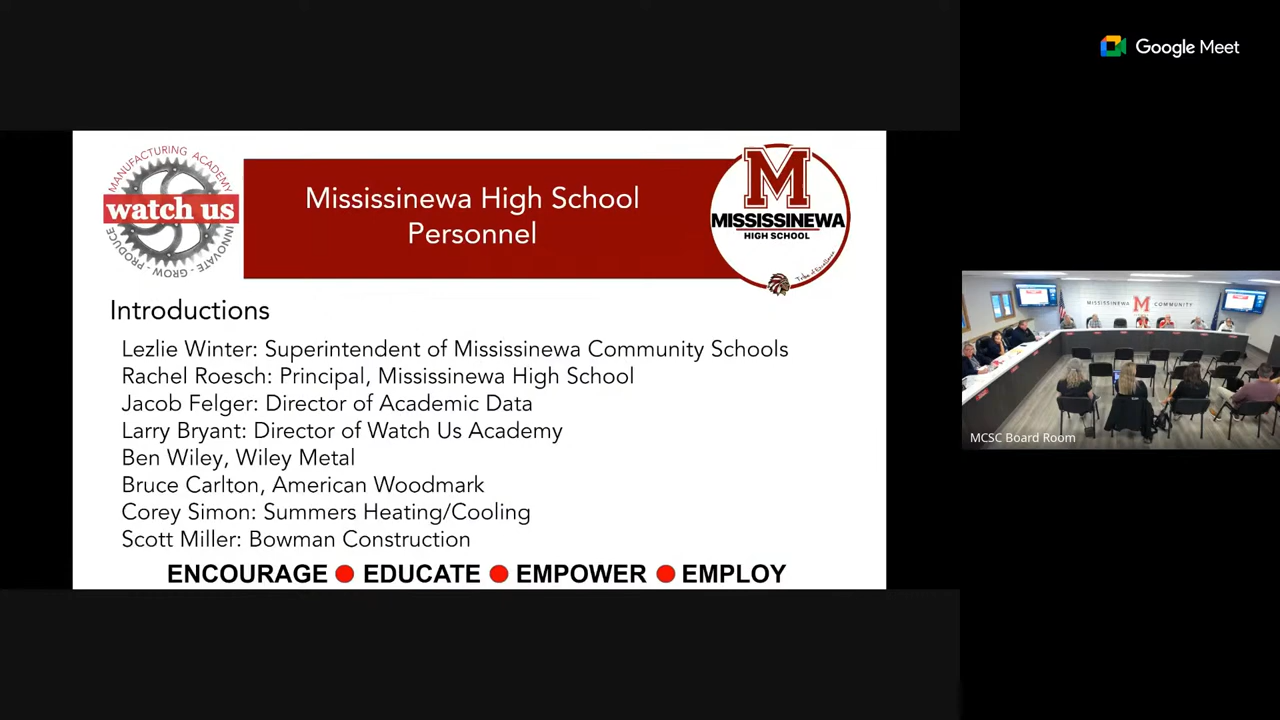 Google Meet
MANUFACTURING ACADEMY
watch us
PRODUCE - GROW - INNOVATE
Mississinewa High School
Personnel
M
MISSISSINEWA
HIGH SCHOOL
Tribe of Excellence
Introductions
Lezlie Winter: Superintendent of Mississinewa Community Schools
Rachel Roesch: Principal, Mississinewa High School
Jacob Felger: Director of Academic Data
Larry Bryant: Director of Watch Us Academy
Ben Wiley, Wiley Metal
Bruce Carlton, American Woodmark
Corey Simon: Summers Heating/Cooling
Scott Miller: Bowman Construction
ENCOURAGE ● EDUCATE ● EMPOWER ● EMPLOY
MISSISSINEWA M COMMUNITY
MCSC Board Room